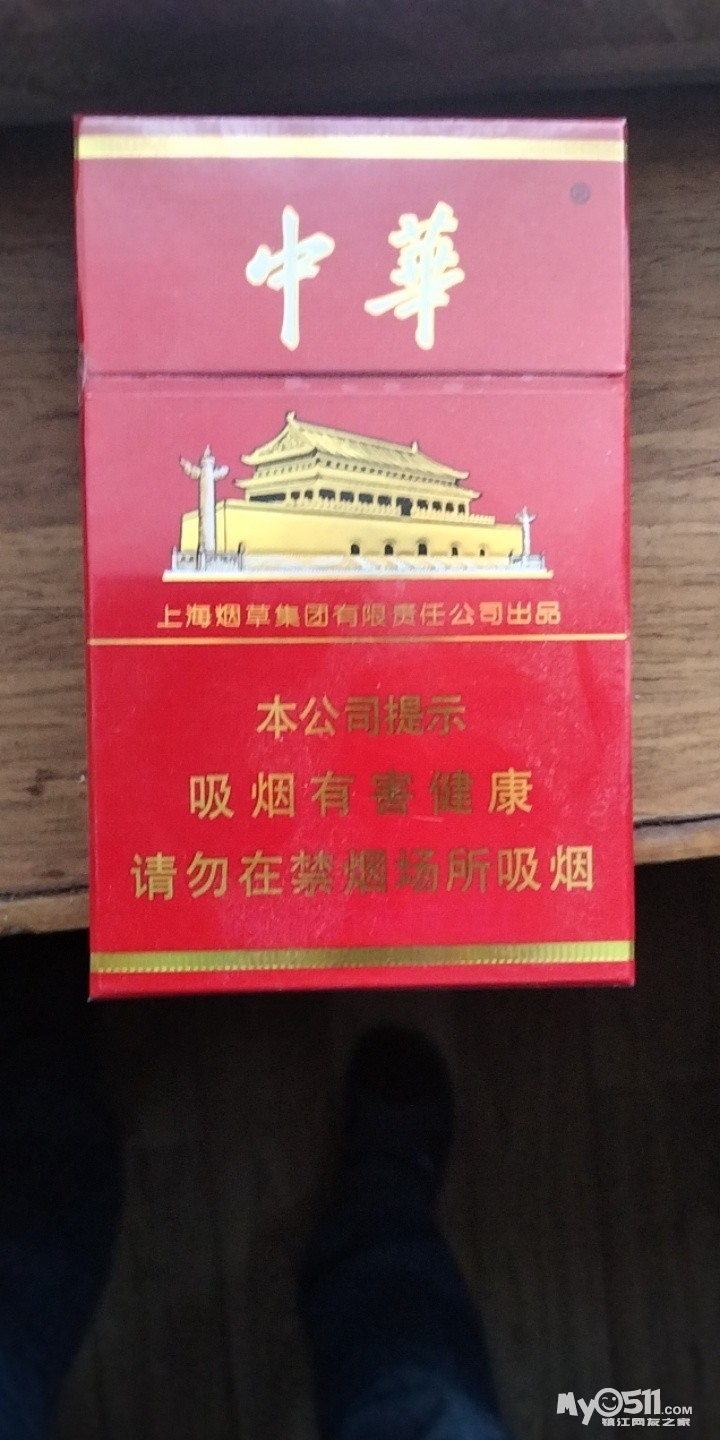 中華
®
上海烟草集团有限责任公司出品
本公司提示
吸烟有害健康
请勿在禁烟场所吸烟
My0511.COM
镇江网友之家